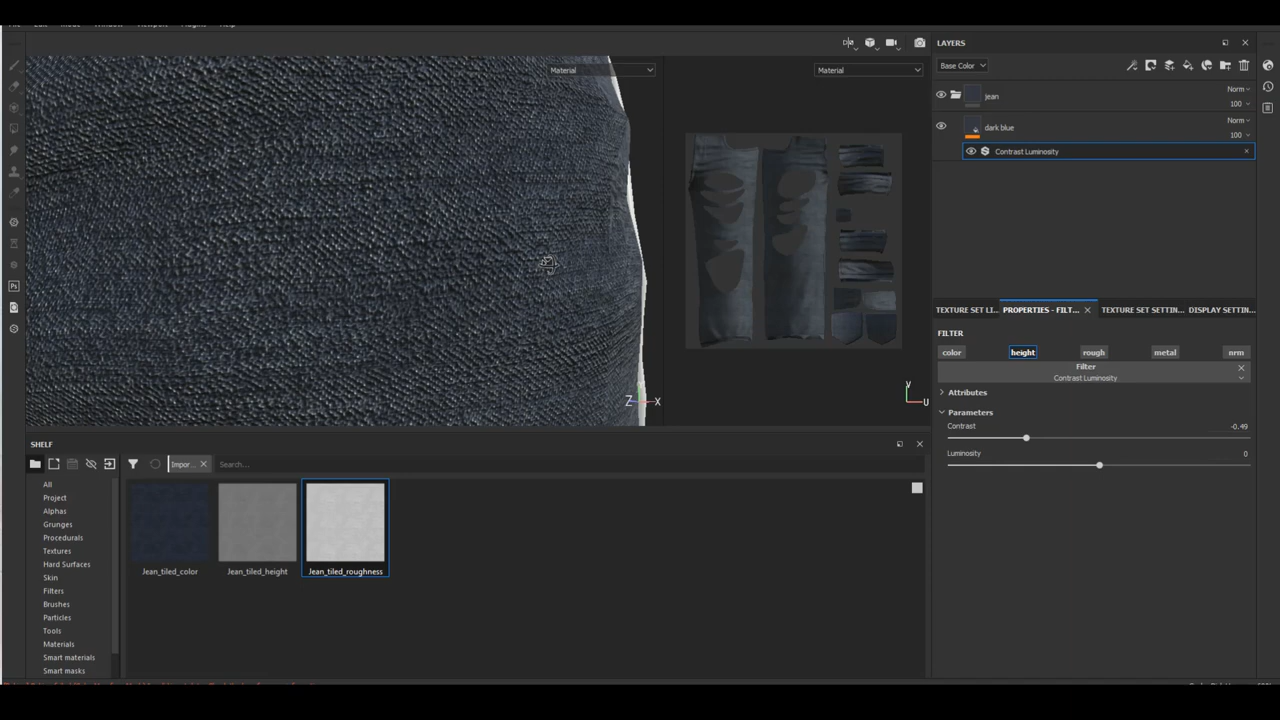 Material
Material
LAYERS
Base Color
jean
Norm
100
dark blue
Norm
100
Contrast Luminosity
TEXTURE SET LI...
PROPERTIES - FILT...
TEXTURE SET SETTIN...
DISPLAY SETTIN...
FILTER
color
height
rough
metal
nrm
Filter
Contrast Luminosity
Attributes
Parameters
Contrast
-0.49
Luminosity
0
Y
Z
X
V
U
Ps
SHELF
Impor...
Search...
All
Project
Alphas
Grunges
Procedurals
Textures
Hard Surfaces
Skin
Filters
Brushes
Particles
Tools
Materials
Smart materials
Smart masks
Jean_tiled_color
Jean_tiled_height
Jean_tiled_roughness